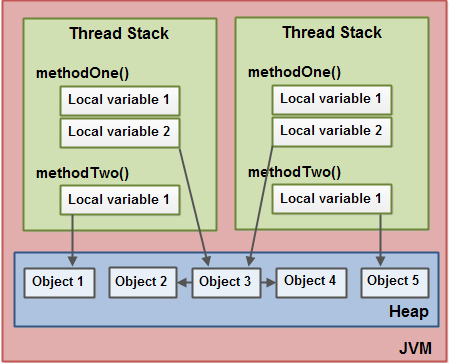 Thread Stack
methodOne()
Local variable 1
Local variable 2
methodTwo()
Local variable 1
Thread Stack
methodOne()
Local variable 1
Local variable 2
methodTwo()
Local variable 1
Object 1
Object 2
Object 3
Object 4
Object 5
Heap
JVM